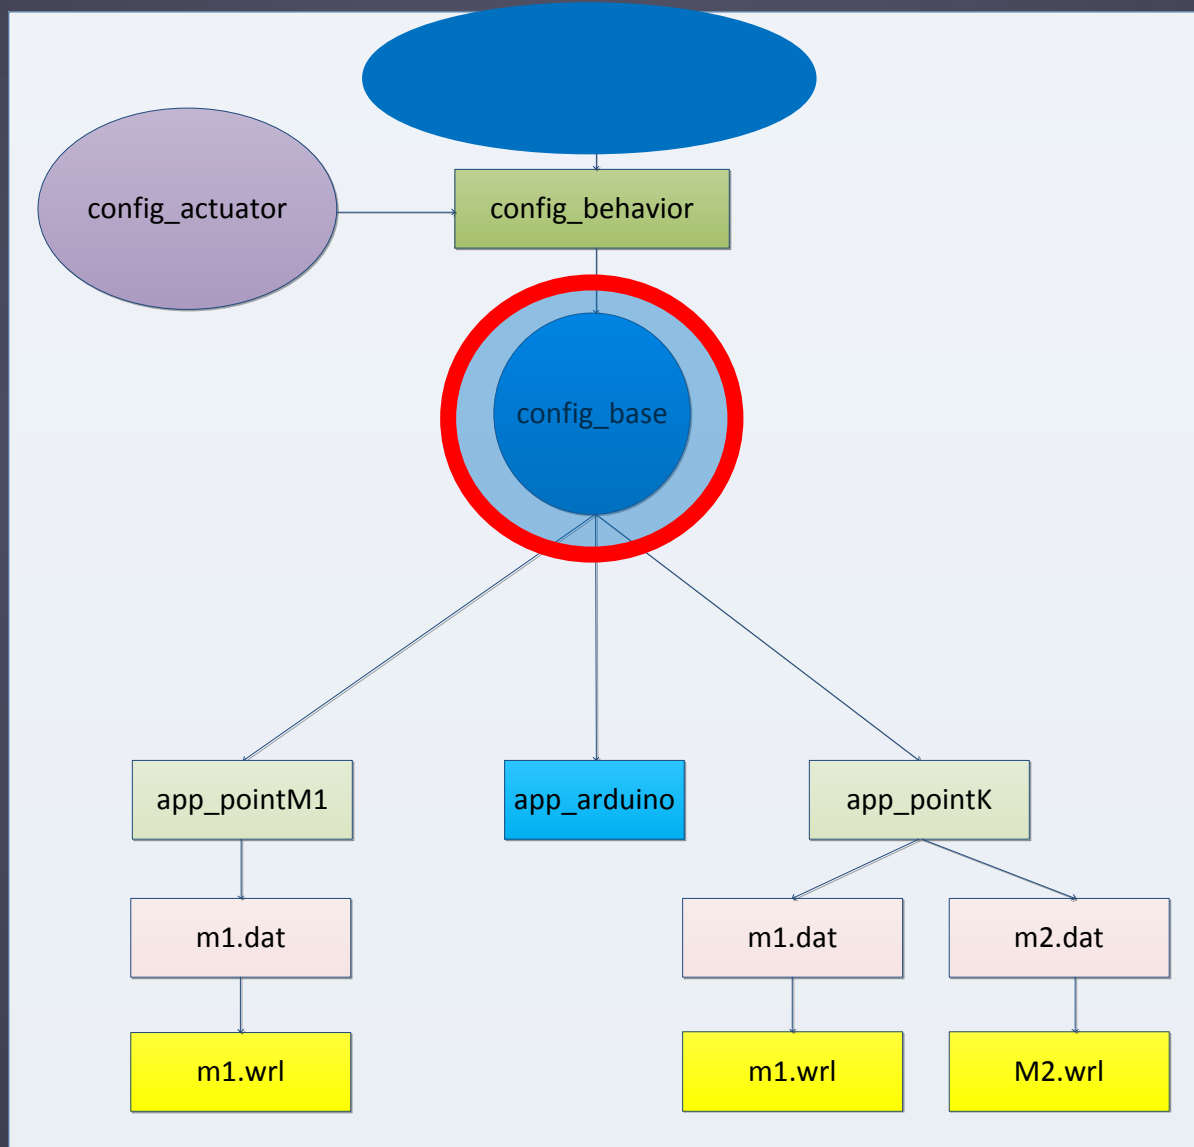 config_actuator
config_behavior
config_base
app_pointM1
app_arduino
app_pointK
m1.dat
m1.dat
m2.dat
m1.wrl
m1.wrl
M2.wrl